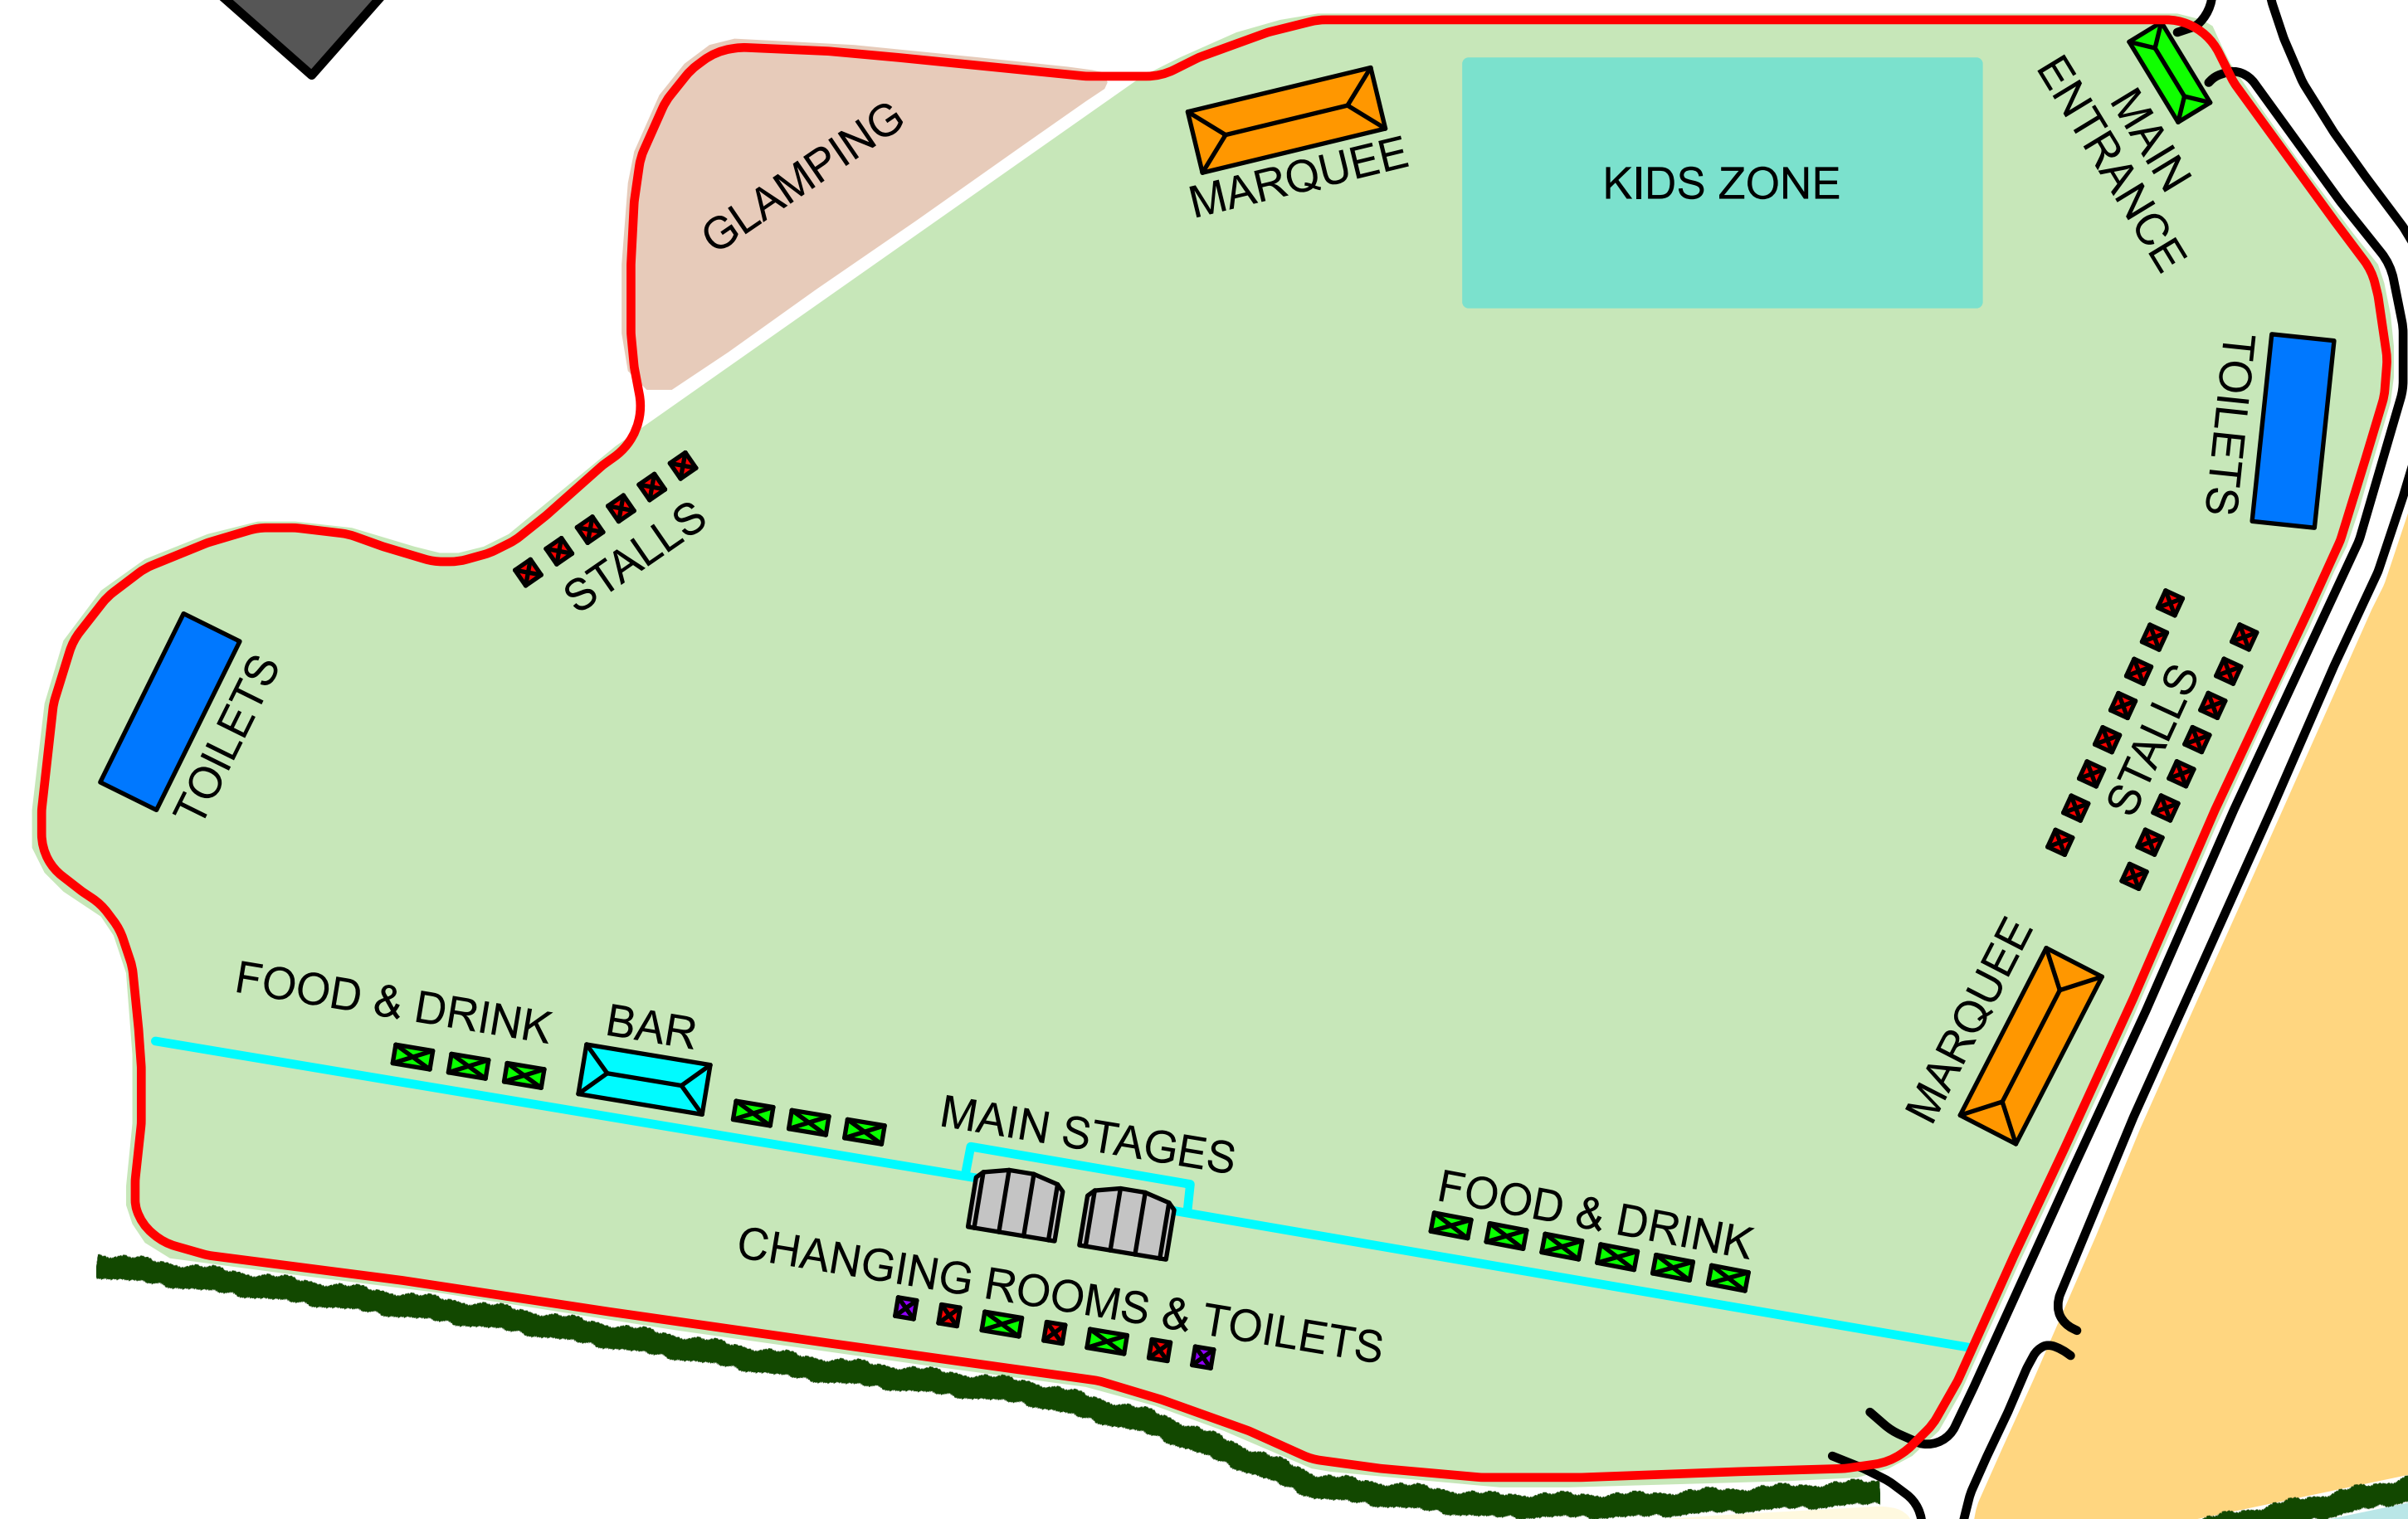 GLAMPING
MARQUEE
KIDS ZONE
MAIN
ENTRANCE
TOILETS
STALLS
TOILETS
STALLS
MARQUEE
FOOD & DRINK
BAR
MAIN STAGES
FOOD & DRINK
CHANGING ROOMS & TOILETS